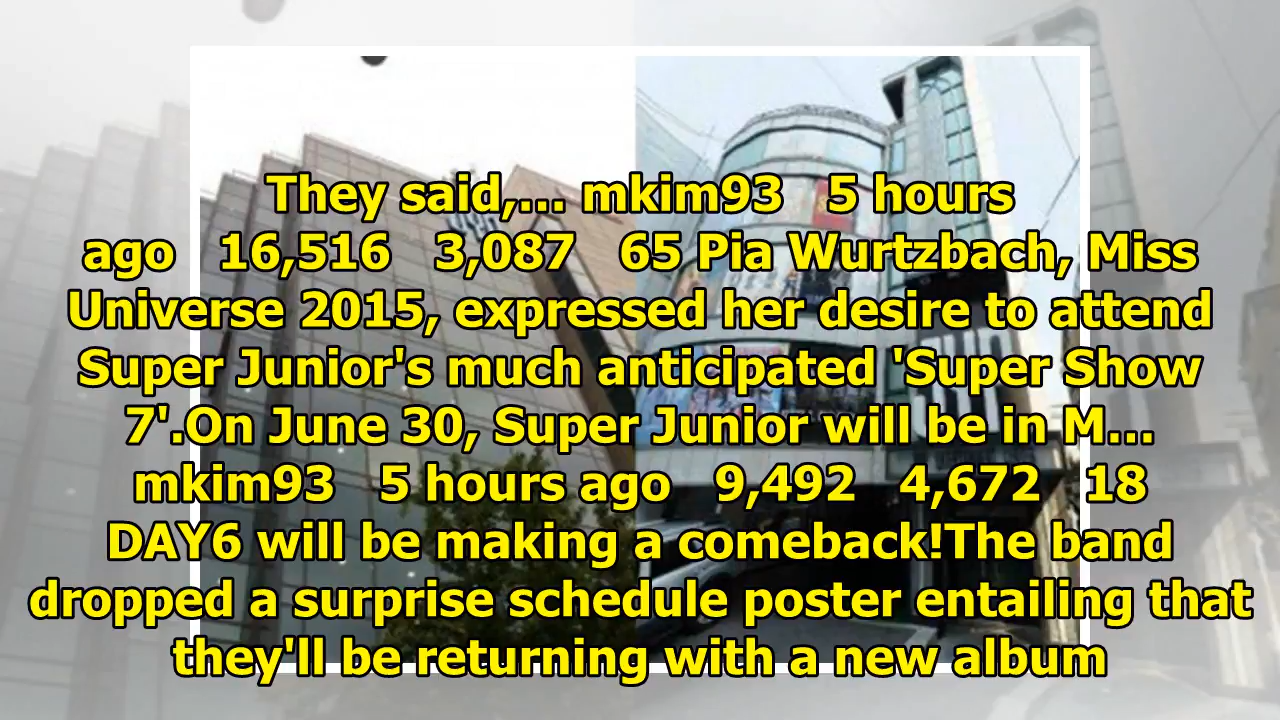 They said,... mkim93 5 hours
ago 16,516 3,087 65 Pia Wurtzbach, Miss
Universe 2015, expressed her desire to attend
Super Junior's much anticipated 'Super Show
7'.On June 30, Super Junior will be in M...
mkim93 5 hours ago 9,492 4,672 18
DAY6 will be making a comeback!The band
dropped a surprise schedule poster entailing that
they'll be returning with a new album